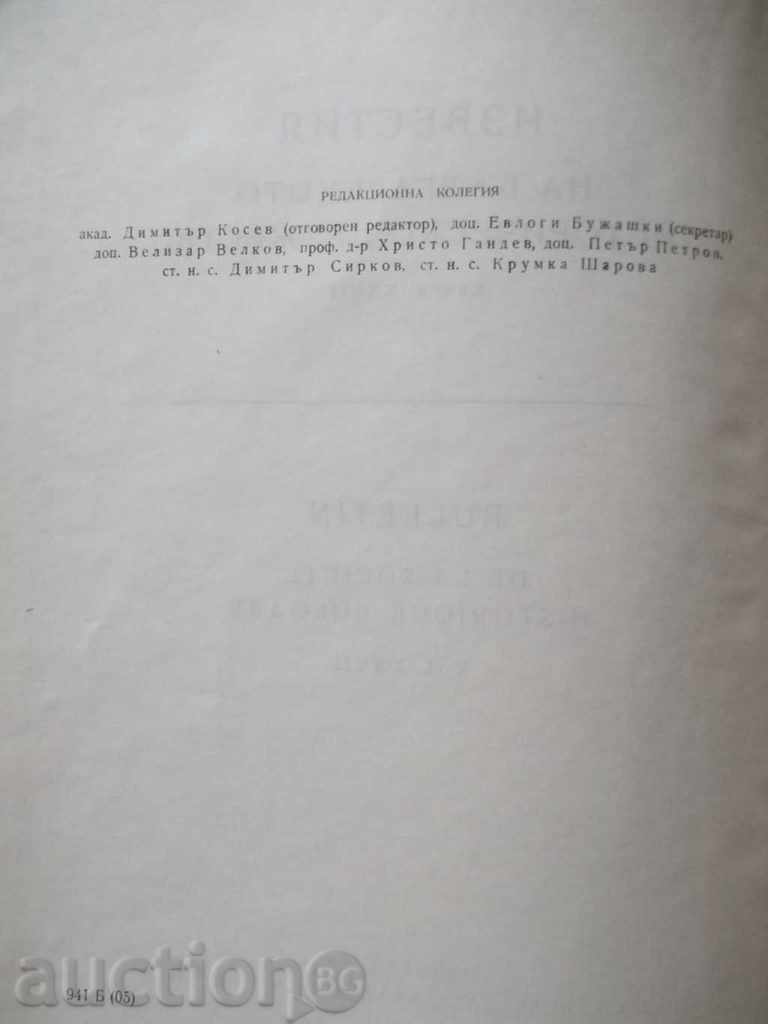 РЕДАКЦИОННА КОЛЕГИЯ
акад. Димитър Косев (отговорен редактор), доц. Евлоги Бужашки (секретар)
доц. Велизар Велков, проф. д-р Христо Гандев, доц. Петър Петров,
ст. н. с. Димитър Сирков, ст. н. с. Крумка Шарова
941 Б (05)
auction BG